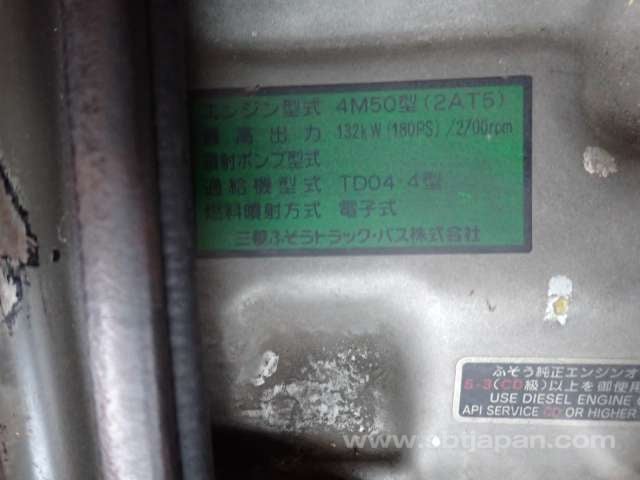 エンジン型式 4M50型(2AT5)
最高出力 132kW(180PS)/2700rpm
噴射ポンプ型式
過給機型式 TD04-4型
燃料噴射方式 電子式
三菱ふそうトラック・バス株式会社
ふそう純正エンジンオ
S-3(CD級)以上を御使用
USE DIESEL ENGINE
API SERVICE CD OR HIGHER
www.sbtjapan.com